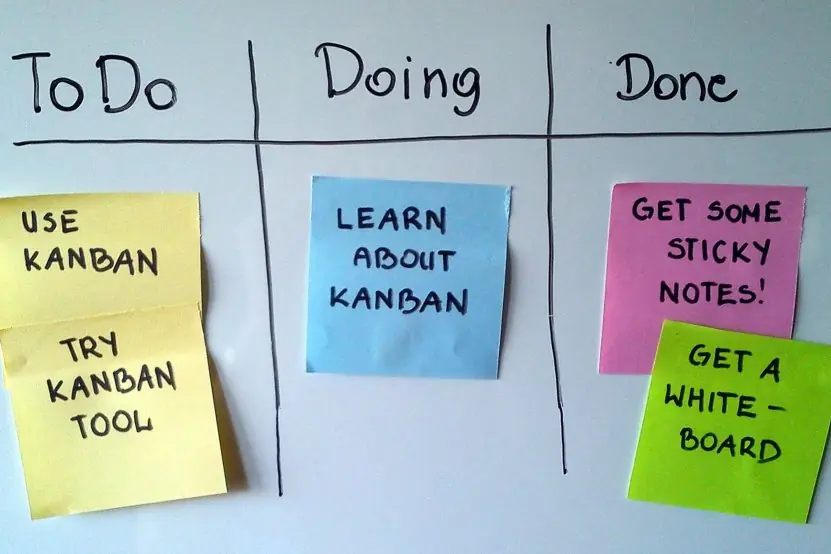 To Do
Doing
Done
USE
KANBAN
TRY
KANBAN
TOOL
LEARN
ABOUT
KANBAN
GET SOME
STICKY
NOTES!
GET A
WHITE-
BOARD